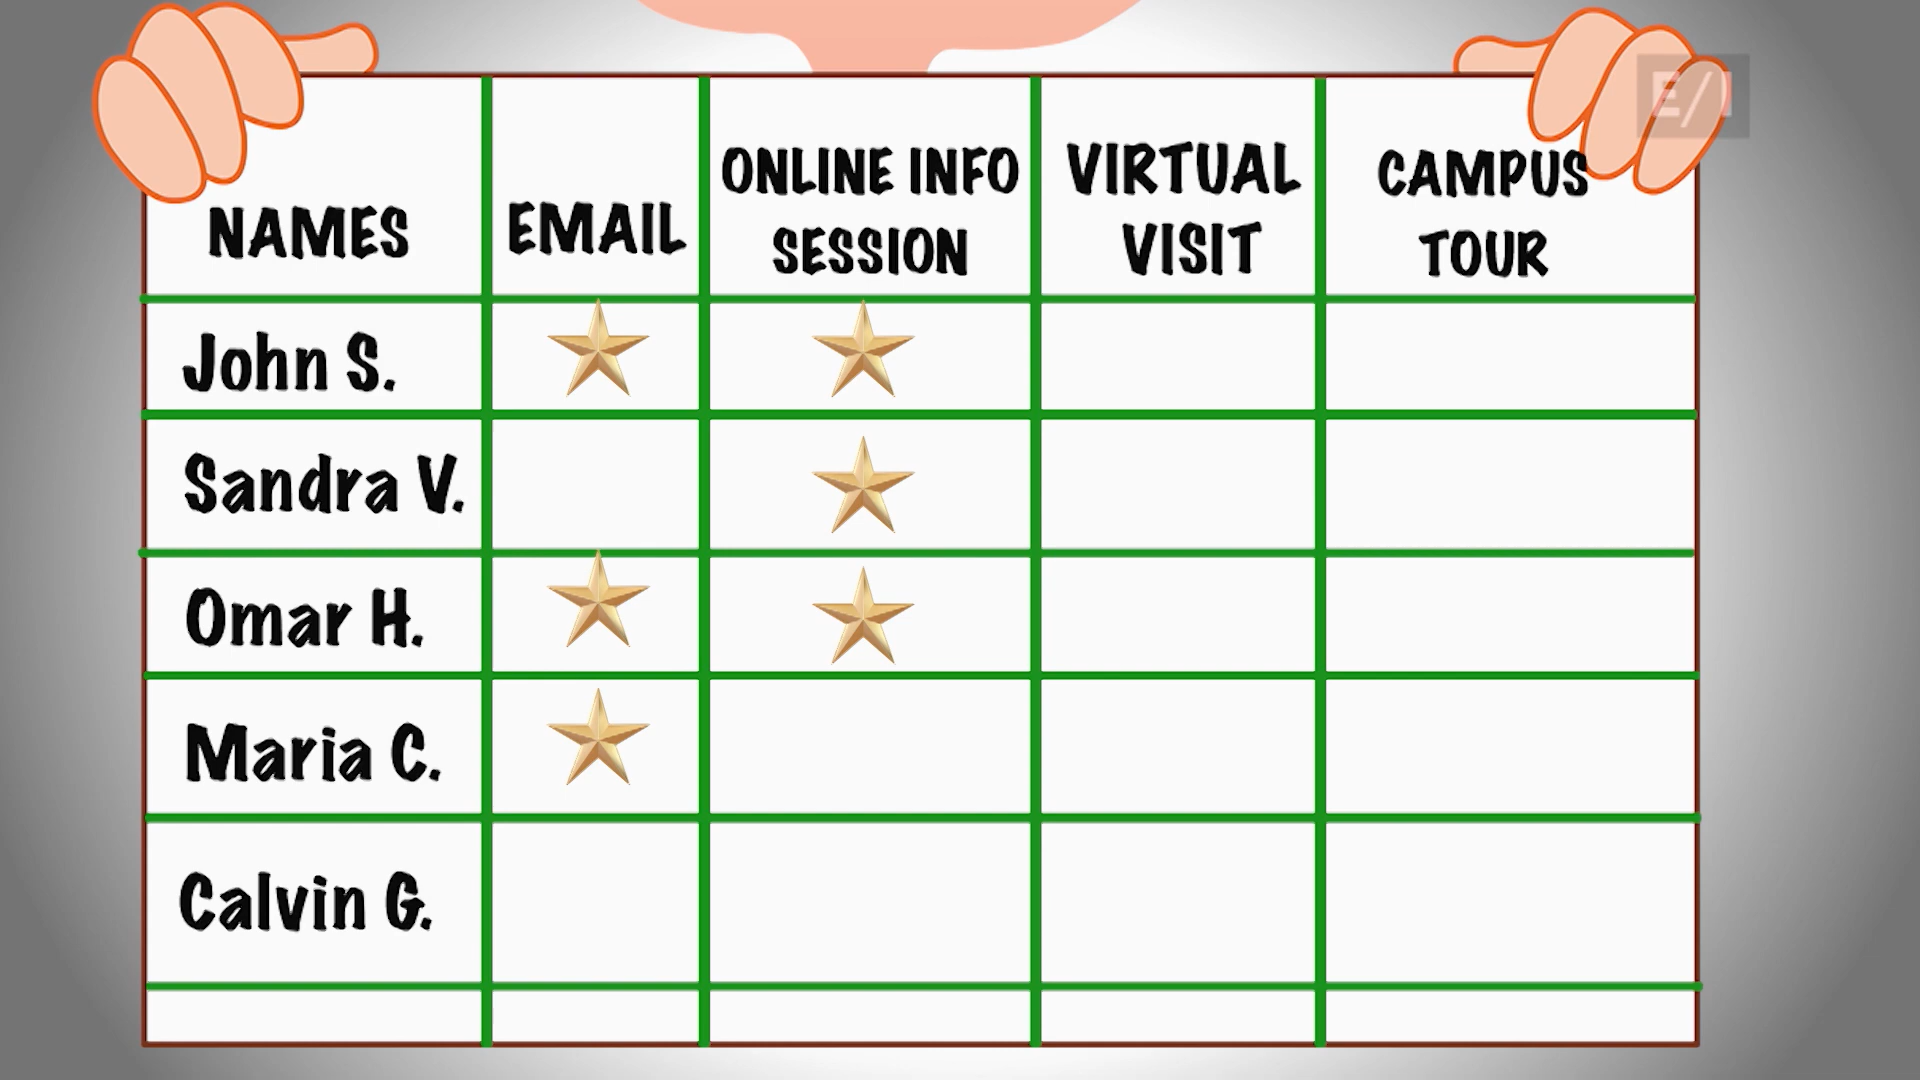 E/I
NAMES
EMAIL
ONLINE INFO
SESSION
VIRTUAL
VISIT
CAMPUS
TOUR
John S.
Sandra V.
Omar H.
Maria C.
Calvin G.